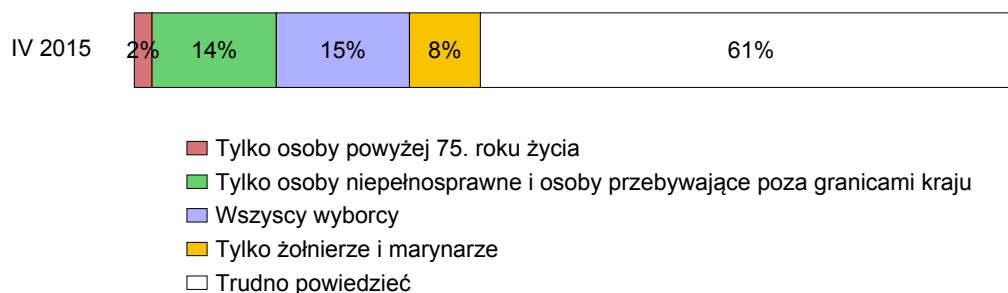 IV 2015 2% 14% 15% 8% 61%
Tylko osoby powyżej 75. roku życia
Tylko osoby niepełnosprawne i osoby przebywające poza granicami kraju
Wszyscy wyborcy
Tylko żołnierze i marynarze
Trudno powiedzieć